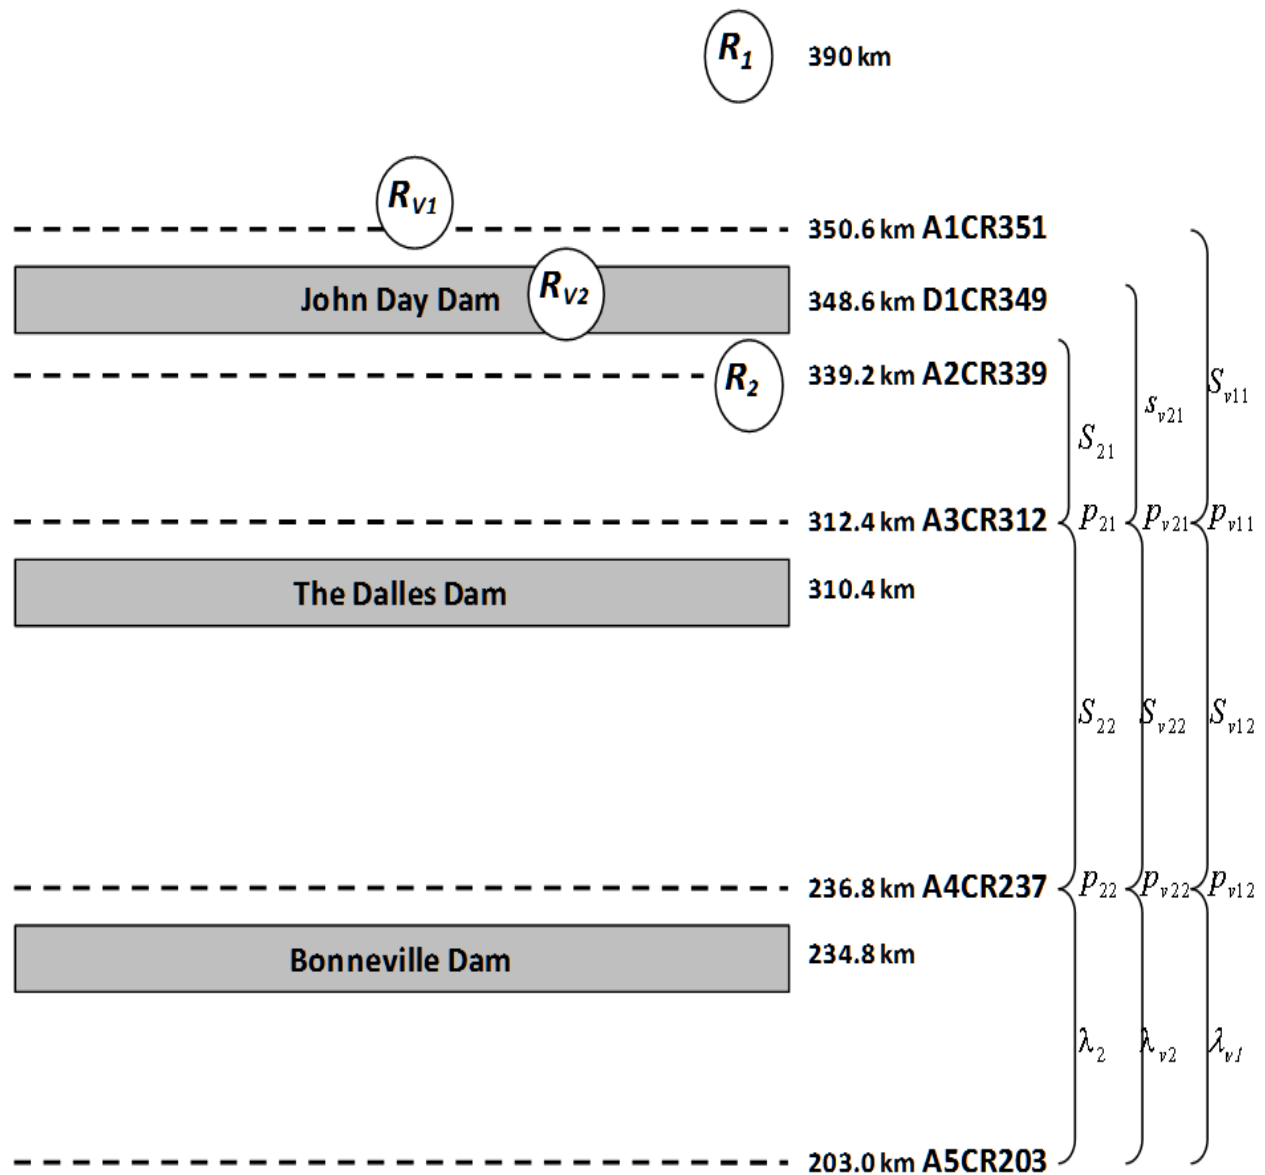 R1 390 km
RV1
350.6 km A1CR351
John Day Dam RV2 348.6 km D1CR349
R2 339.2 km A2CR339
Sv11
sv21
S21
312.4 km A3CR312 p21 pv21 pv11
The Dalles Dam 310.4 km
S22 Sv22 Sv12
236.8 km A4CR237 p22 pv22 pv12
Bonneville Dam 234.8 km
λ2 λv2 λv1
203.0 km A5CR203